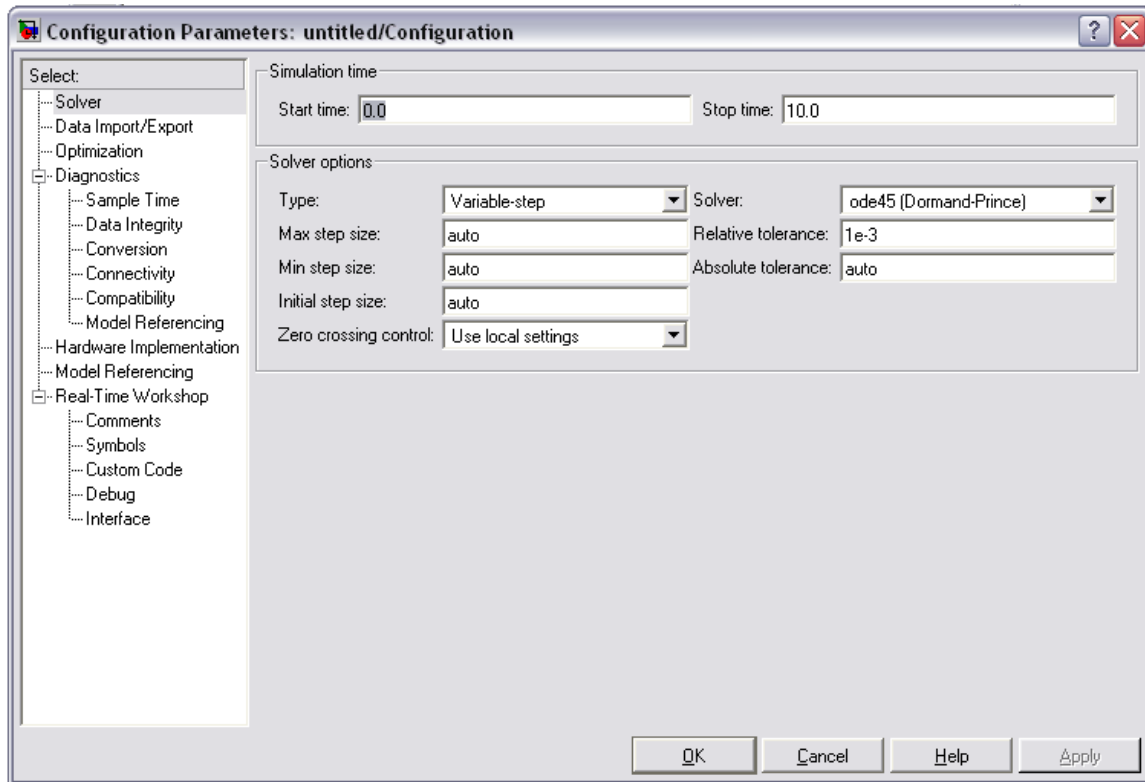 Configuration Parameters: untitled/Configuration
Select:
Solver
Data Import/Export
Optimization
Diagnostics
Sample Time
Data Integrity
Conversion
Connectivity
Compatibility
Model Referencing
Hardware Implementation
Model Referencing
Real-Time Workshop
Comments
Symbols
Custom Code
Debug
Interface
Simulation time
Start time: 0.0 Stop time: 10.0
Solver options
Type: Variable-step Solver: ode45 (Dormand-Prince)
Max step size: auto Relative tolerance: 1e-3
Min step size: auto Absolute tolerance: auto
Initial step size: auto
Zero crossing control: Use local settings
OK Cancel Help Apply